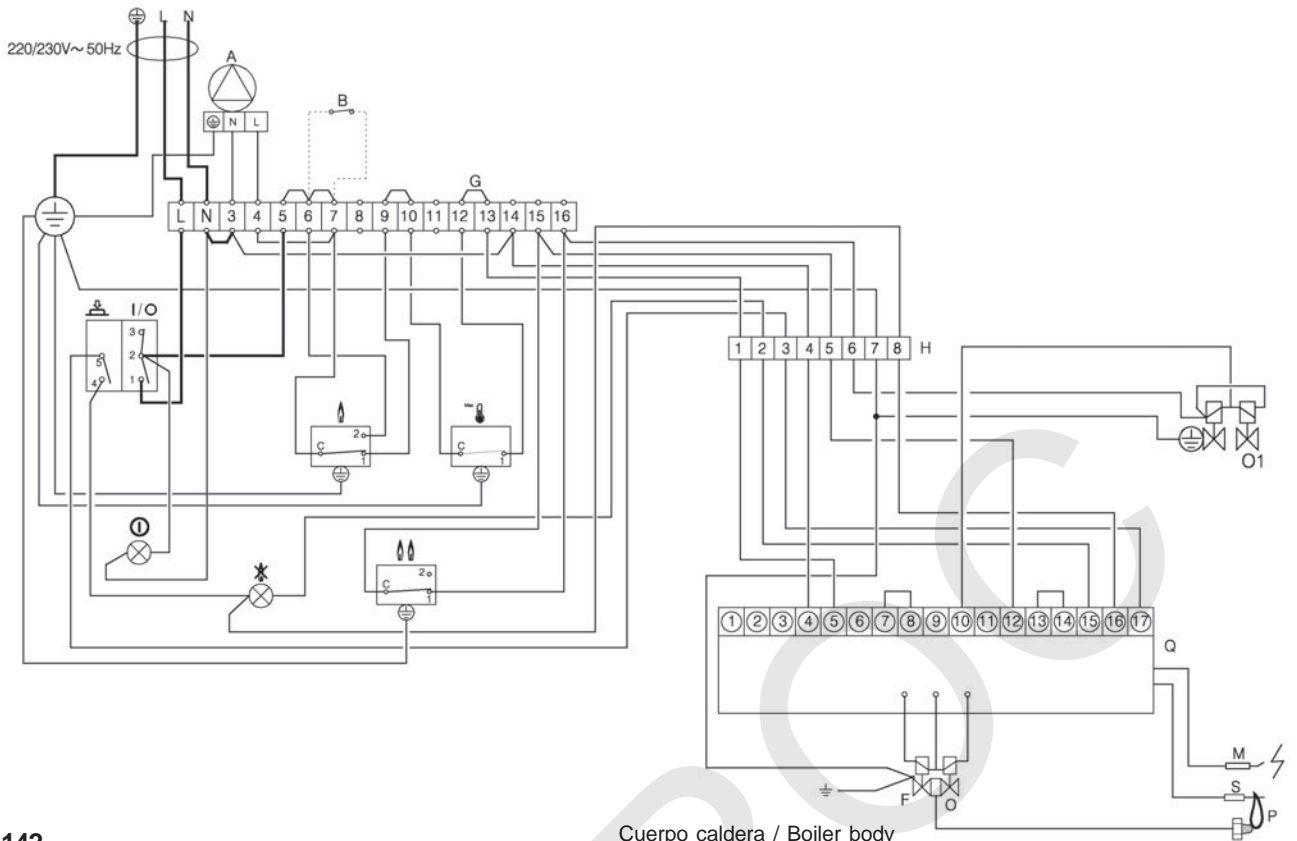 L N
220/230V~ 50Hz
A
N L
B
G
L N 3 4 5 6 7 8 9 10 11 12 13 14 15 16
I/O
3
2
1
5
4
C 2 1
Max
C 1
C 2 1
1 2 3 4 5 6 7 8 H
O1
① ② ③ ④ ⑤ ⑥ ⑦ ⑧ ⑨ ⑩ ⑪ ⑫ ⑬ ⑭ ⑮ ⑯ ⑰
Q
M
S
P
F O
Cuerpo caldera / Boiler body
POC